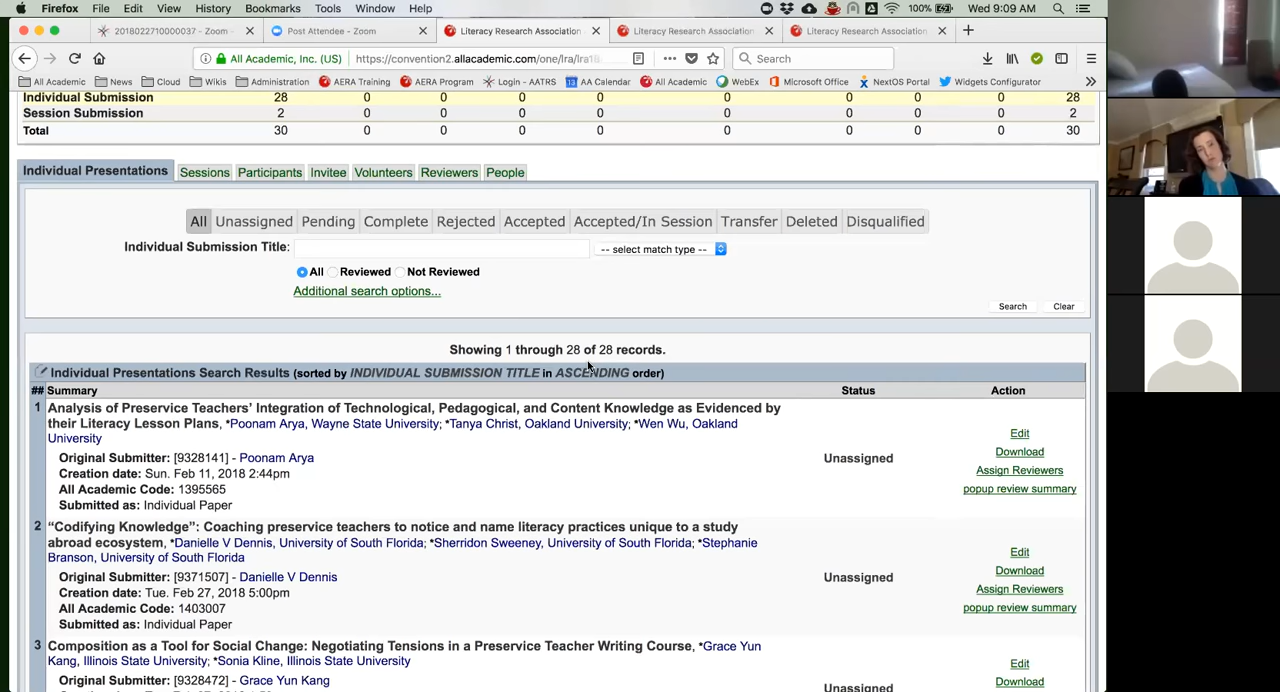 Firefox File Edit View History Bookmarks Tools Window Help 100% Wed 9:09 AM
2018022710000037 - Zoom Post Attendee - Zoom Literacy Research Association Literacy Research Association Literacy Research Association
All Academic, Inc. (US) https://convention2.allacademic.com/one/lra/lra18 Search
All Academic News Cloud Wikis Administration AERA Training AERA Program Login - AATRS AA Calendar All Academic WebEx Microsoft Office NextOS Portal Widgets Configurator
Individual Submission 28 0 0 0 0 0 0 0 0 28
Session Submission 2 0 0 0 0 0 0 0 0 2
Total 30 0 0 0 0 0 0 0 0 30
Individual Presentations Sessions Participants Invitee Volunteers Reviewers People
All Unassigned Pending Complete Rejected Accepted Accepted/In Session Transfer Deleted Disqualified
Individual Submission Title: -- select match type --
All Reviewed Not Reviewed
Additional search options...
Search Clear
Showing 1 through 28 of 28 records.
Individual Presentations Search Results (sorted by INDIVIDUAL SUBMISSION TITLE in ASCENDING order)
## Summary Status Action
1 Analysis of Preservice Teachers' Integration of Technological, Pedagogical, and Content Knowledge as Evidenced by
their Literacy Lesson Plans, *Poonam Arya, Wayne State University; *Tanya Christ, Oakland University; *Wen Wu, Oakland
University
Edit
Original Submitter: [9328141] - Poonam Arya Unassigned Download
Creation date: Sun. Feb 11, 2018 2:44pm Assign Reviewers
All Academic Code: 1395565 popup review summary
Submitted as: Individual Paper
2 “Codifying Knowledge”: Coaching preservice teachers to notice and name literacy practices unique to a study
abroad ecosystem, *Danielle V Dennis, University of South Florida; *Sherridon Sweeney, University of South Florida; *Stephanie
Branson, University of South Florida
Edit
Original Submitter: [9371507] - Danielle V Dennis Unassigned Download
Creation date: Tue. Feb 27, 2018 5:00pm Assign Reviewers
All Academic Code: 1403007 popup review summary
Submitted as: Individual Paper
3 Composition as a Tool for Social Change: Negotiating Tensions in a Preservice Teacher Writing Course, *Grace Yun
Kang, Illinois State University; *Sonia Kline, Illinois State University
Edit
Original Submitter: [9328472] - Grace Yun Kang Download
Unassigned